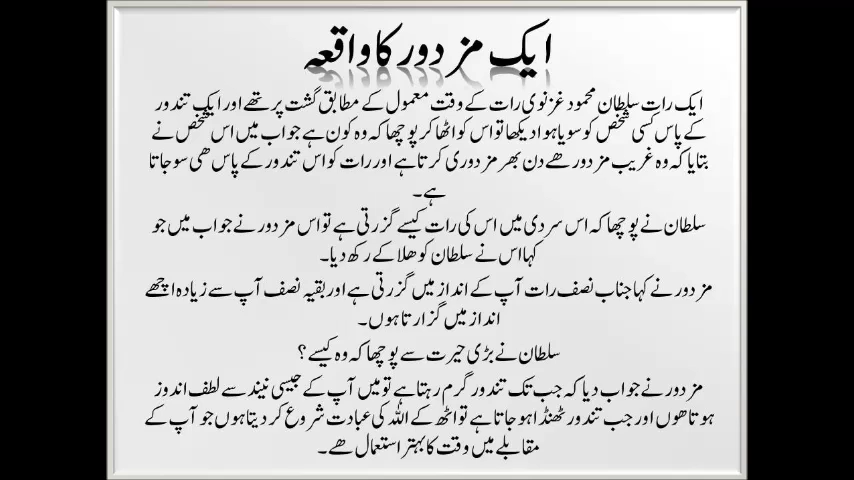 ایک مزدور کا واقعہ
ایک رات سلطان محمود غزنوی رات کے وقت معمول کے مطابق گشت پر تھے اور ایک تندور
کے پاس کسی شخص کو سویا ہوا دیکھا تو اس کو اٹھا کر پوچھا کہ وہ کون ہے جواب میں اس شخص نے
بتایا کہ وہ غریب مزدور ھے دن بھر مزدوری کرتا ہے اور رات کو اس تندور کے پاس ھی سو جاتا
ہے۔
سلطان نے پوچھا کہ اس سردی میں اس کی رات کیسے گزرتی ہے تو اس مزدور نے جواب میں جو
کہا اس نے سلطان کو ھلا کے رکھ دیا۔
مزدور نے کہا جناب نصف رات آپ کے انداز میں گزرتی ہے اور بقیہ نصف آپ سے زیادہ اچھے
انداز میں گزارتا ہوں۔
سلطان نے بڑی حیرت سے پوچھا کہ وہ کیسے؟
مزدور نے جواب دیا کہ جب تک تندور گرم رہتا ہے تو میں آپ کے جیسی نیند سے لطف اندوز
ہوتا ھوں اور جب تندور ٹھنڈا ہو جاتا ہے تو اٹھ کے اللہ کی عبادت شروع کر دیتا ہوں جو آپ کے
مقابلے میں وقت کا بہتر استعمال ھے۔